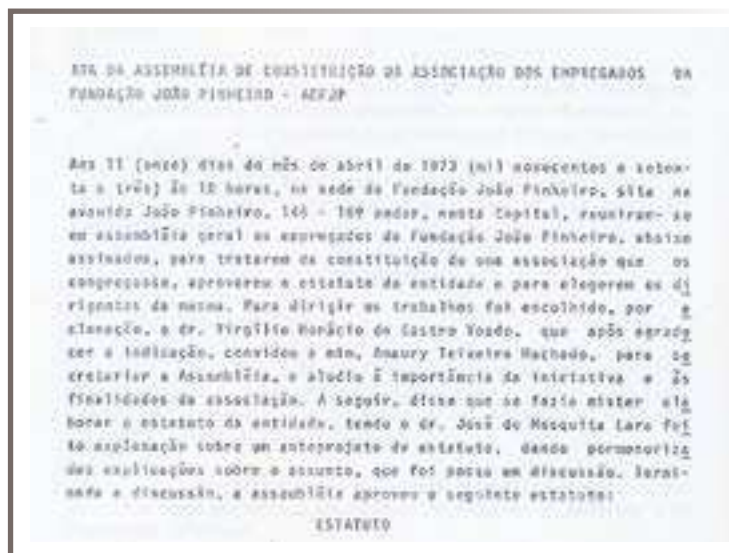 ATA DA ASSEMBLÉIA DE CONSTITUIÇÃO DA ASSOCIAÇÃO DOS EMPREGADOS DA
FUNDAÇÃO JOÃO PINHEIRO - AEFJP
Aos 11 (onze) dias do mês de abril de 1973 (mil novecentos e seten-
ta e três) às 18 horas, na sede da Fundação João Pinheiro, sita na
avenida João Pinheiro, 146 - andar, nesta Capital, reuniram- se
em assembléia geral os empregados da Fundação João Pinheiro, abaixo
assinados, para tratarem da constituição de uma associação que os
congregasse, aprovarem o estatuto da entidade e para elegerem os di
rigentes da mesma. Para dirigir os trabalhos foi escolhido, por a
clamação, o dr. Virgílio Horácio de Castro Veado, que após agrade
cer a indicação, convidou a mim, Amaury Teixeira Machado, para se
cretariar a Assembléia, e aludiu à importância da iniciativa e às
finalidades da associação. A seguir, disse que se fazia mister ela
borar o estatuto da entidade, tendo o dr. José de Mesquita Lara fei
to explanação sobre um anteprojeto de estatuto, dando pormenoriza
das explicações sobre o assunto, que foi posto em discussão. Termi-
nada a discussão, a assembléia aprovou o seguinte estatuto:
ESTATUTO